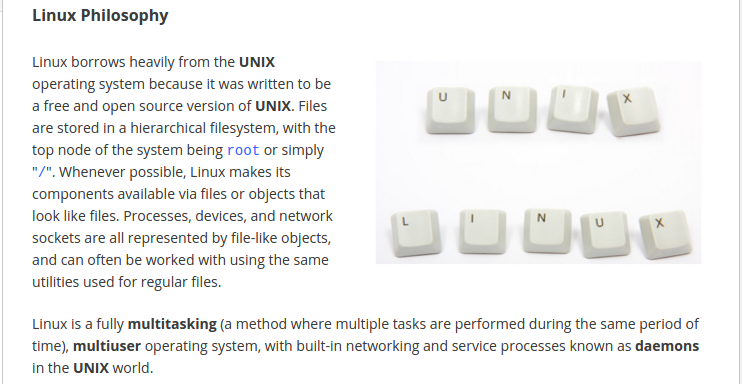 Linux Philosophy
Linux borrows heavily from the UNIX
operating system because it was written to be
a free and open source version of UNIX. Files
are stored in a hierarchical filesystem, with the
top node of the system being root or simply
"/". Whenever possible, Linux makes its
components available via files or objects that
look like files. Processes, devices, and network
sockets are all represented by file-like objects,
and can often be worked with using the same
utilities used for regular files.
U N I X
L I N U X
Linux is a fully multitasking (a method where multiple tasks are performed during the same period of
time), multiuser operating system, with built-in networking and service processes known as daemons
in the UNIX world.